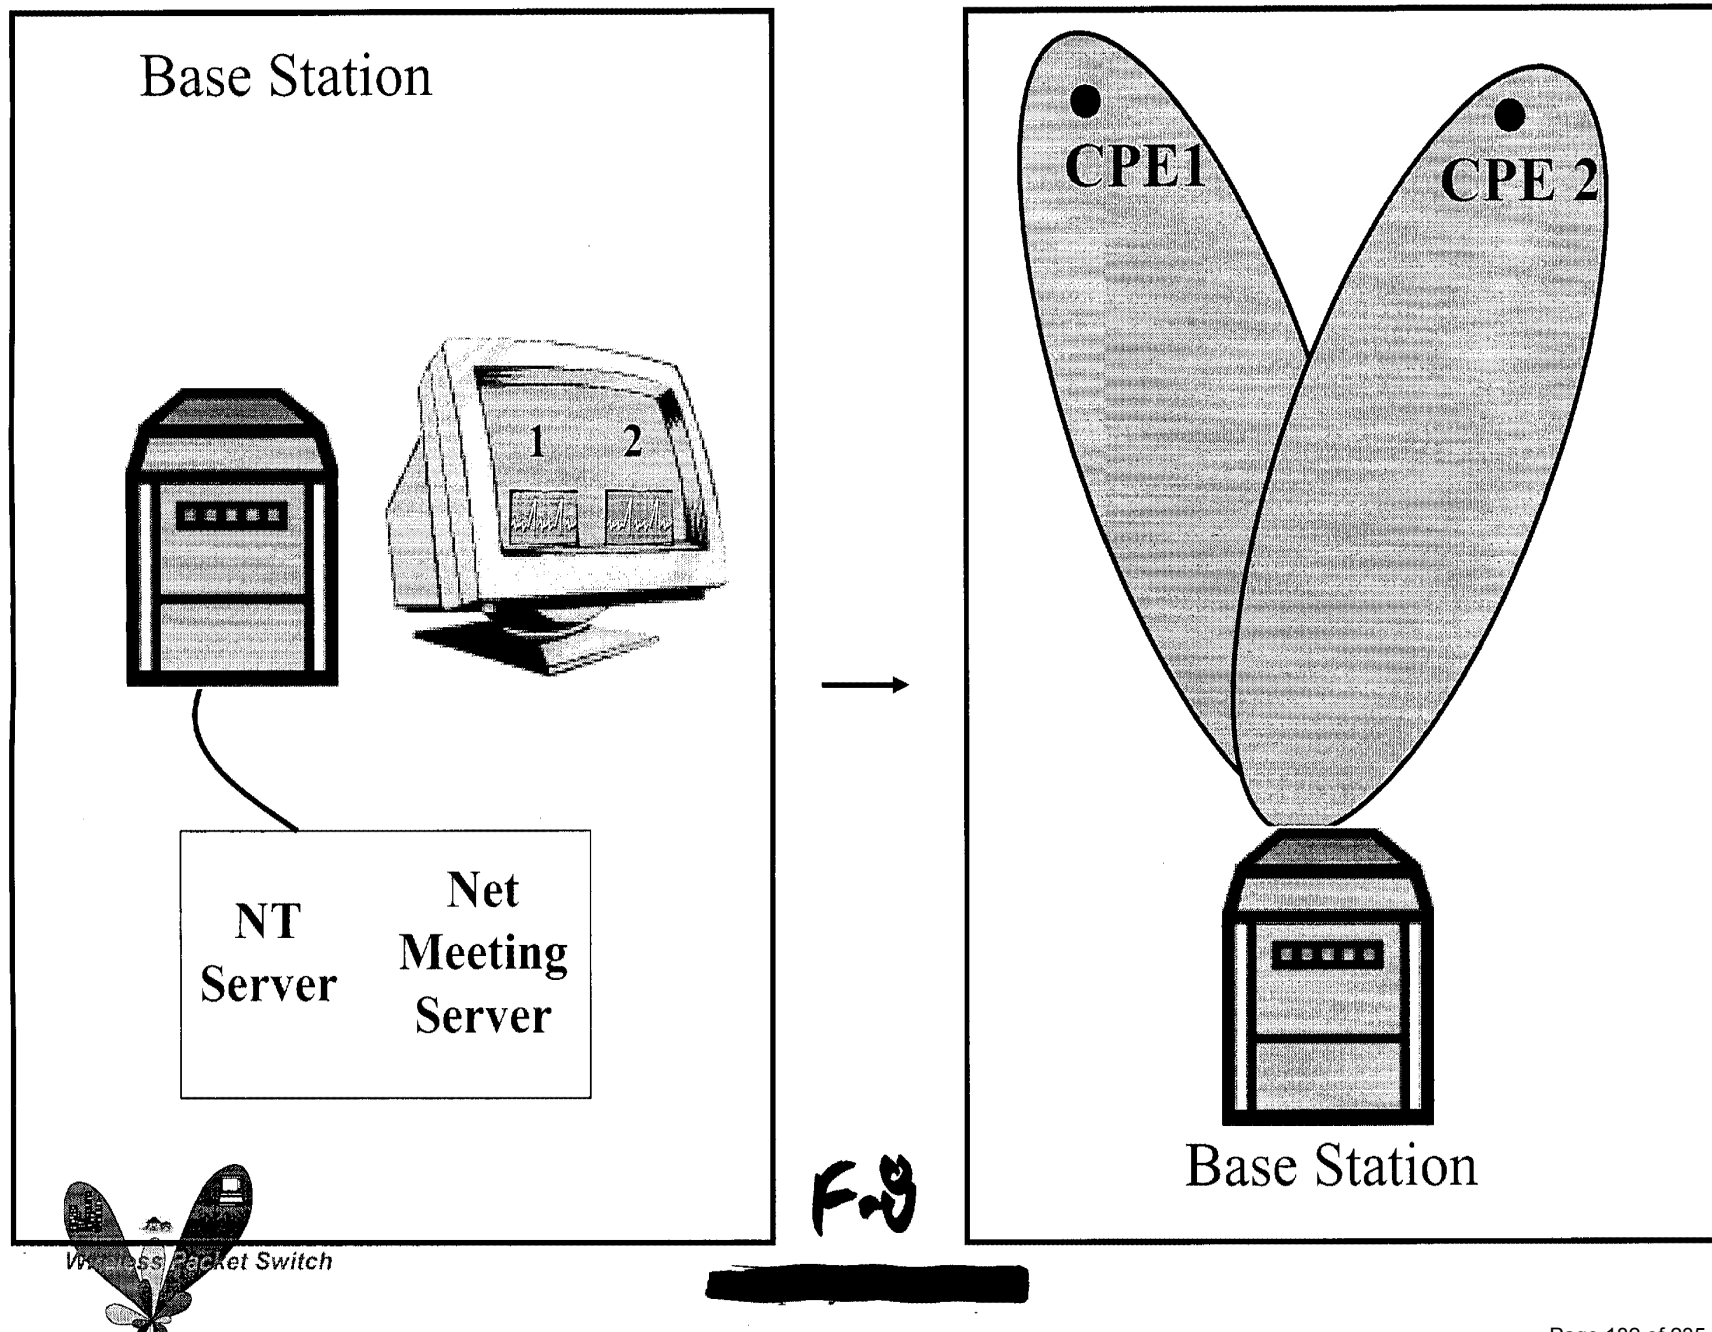 Base Station
1 2
NT
Server
Net
Meeting
Server
Wireless Packet Switch
CPE1
CPE 2
Base Station